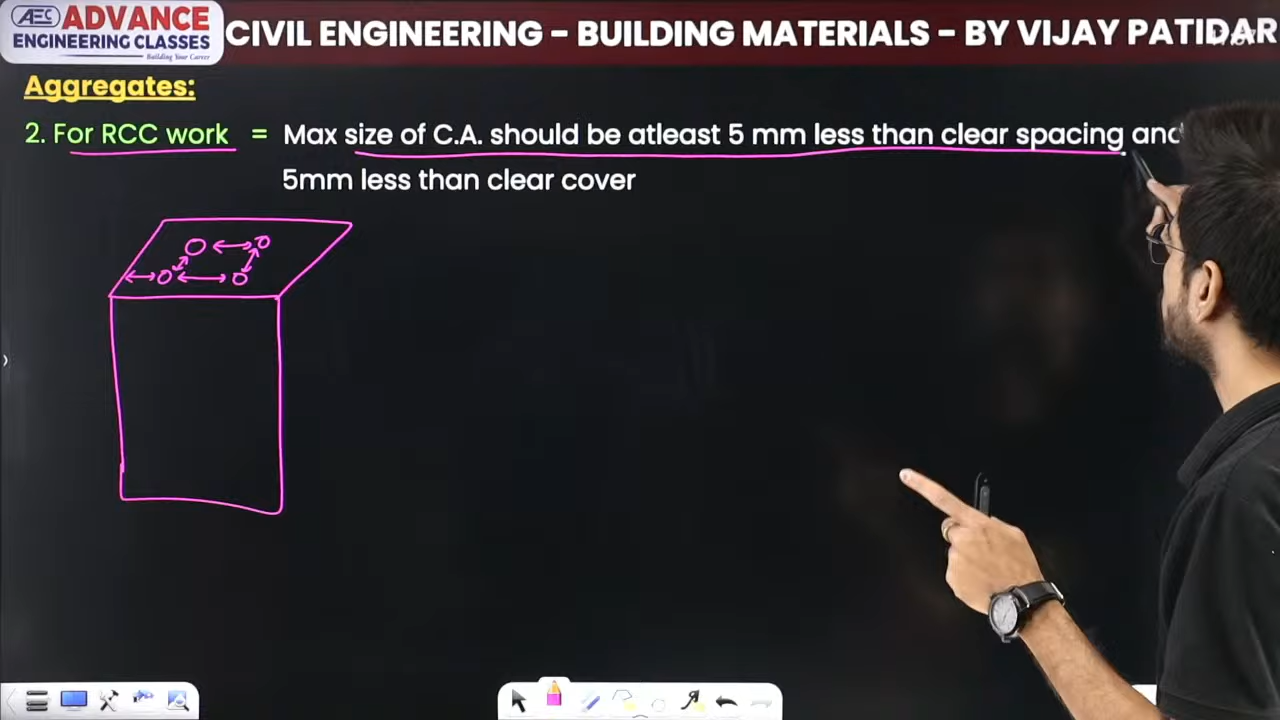 AEC ADVANCE
ENGINEERING CLASSES
Building Your Career
CIVIL ENGINEERING - BUILDING MATERIALS - BY VIJAY PATIDAR
Aggregates:
2. For RCC work = Max size of C.A. should be atleast 5 mm less than clear spacing and
5mm less than clear cover